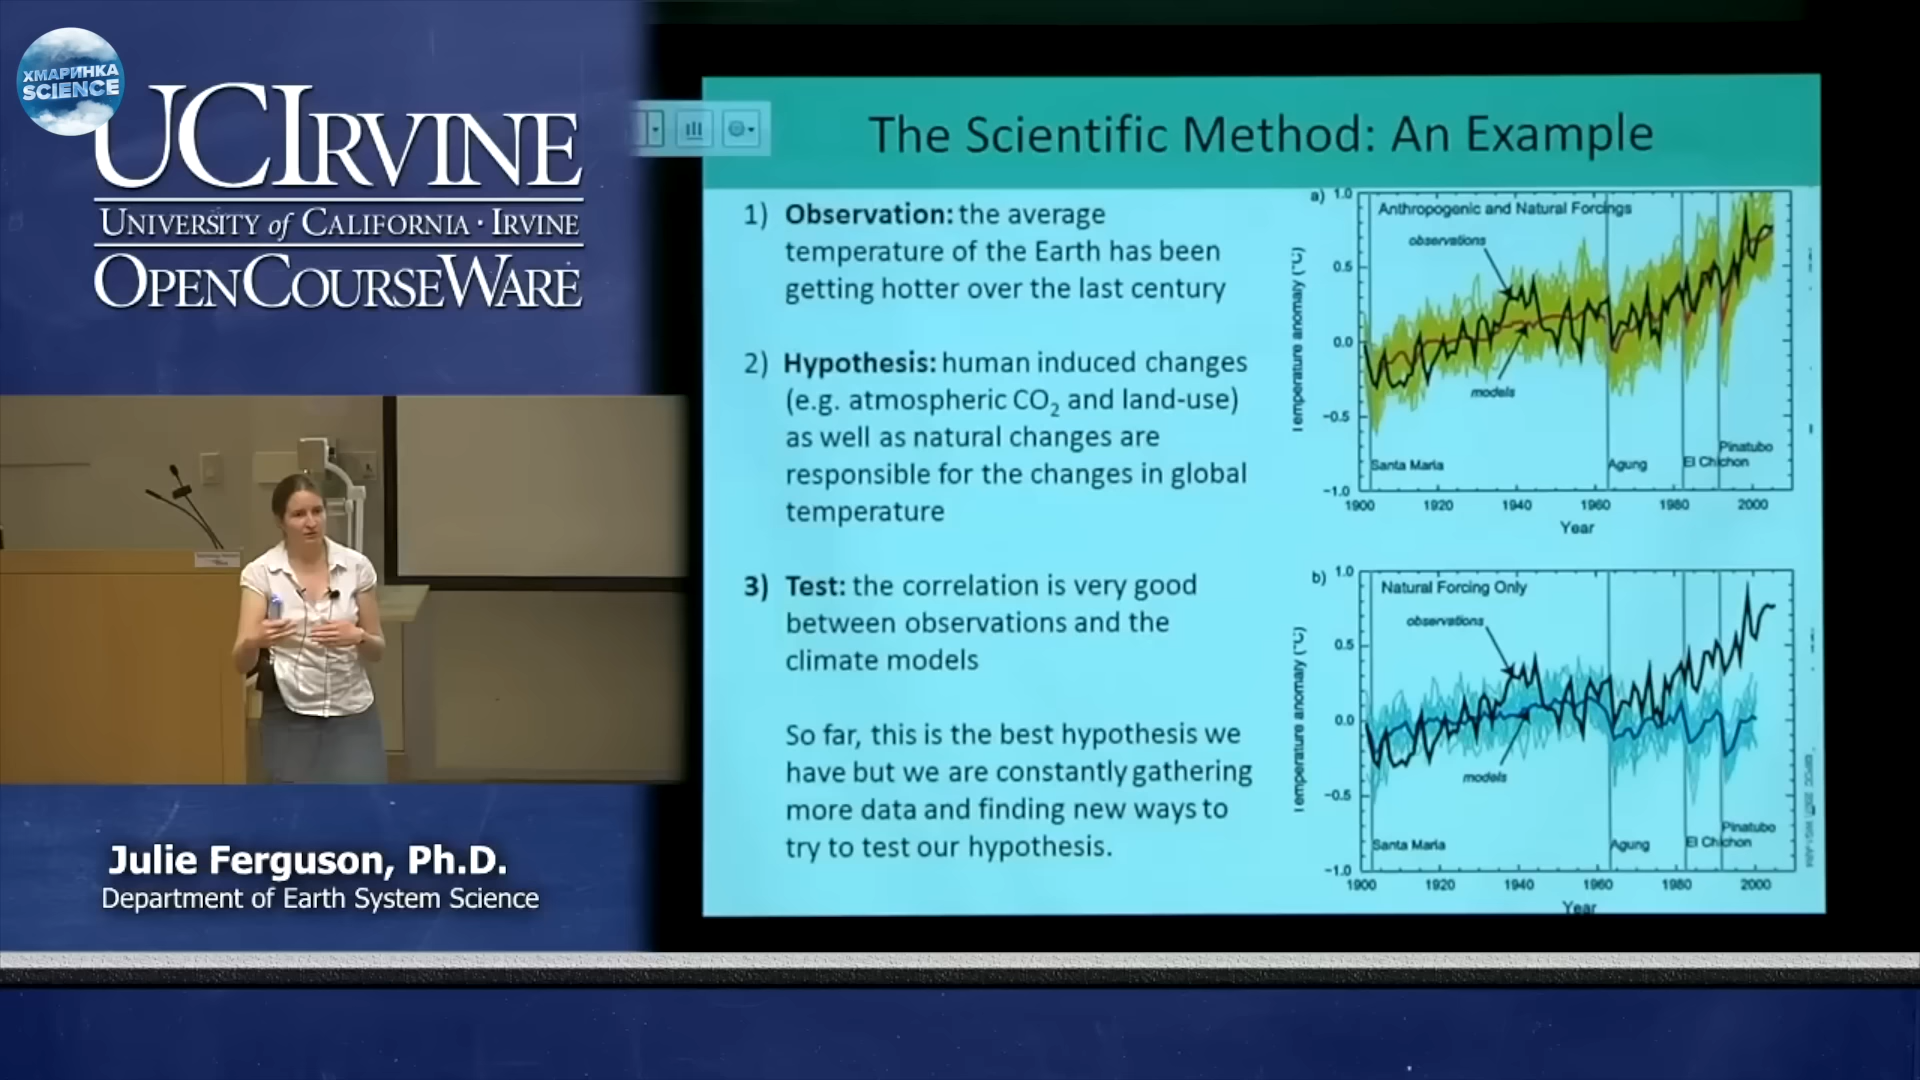 ХМАРИНКА
SCIENCE
UCIRVINE
UNIVERSITY of CALIFORNIA · IRVINE
OPENCOURSEWARE
Julie Ferguson, Ph.D.
Department of Earth System Science
The Scientific Method: An Example
1) Observation: the average
temperature of the Earth has been
getting hotter over the last century
2) Hypothesis: human induced changes
(e.g. atmospheric CO₂ and land-use)
as well as natural changes are
responsible for the changes in global
temperature
3) Test: the correlation is very good
between observations and the
climate models
So far, this is the best hypothesis we
have but we are constantly gathering
more data and finding new ways to
try to test our hypothesis.
a)
Anthropogenic and Natural Forcings
observations
models
Temperature anomaly (°C)
1.0
0.5
0.0
−0.5
−1.0
Santa Maria
Agung
El Chichon
Pinatubo
1900 1920 1940 1960 1980 2000
Year
b)
Natural Forcing Only
observations
models
Temperature anomaly (°C)
1.0
0.5
0.0
−0.5
−1.0
Santa Maria
Agung
El Chichon
Pinatubo
1900 1920 1940 1960 1980 2000
Year